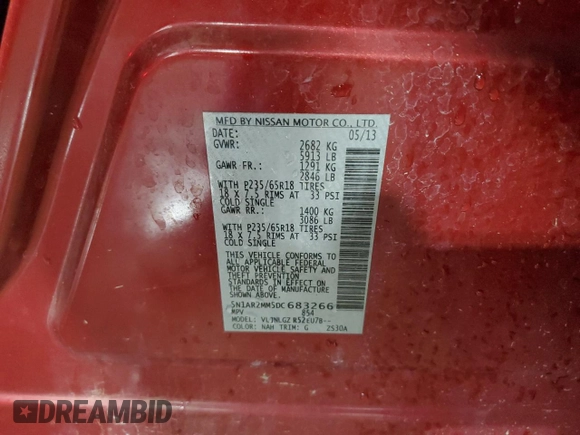 MFD BY NISSAN MOTOR CO., LTD.
DATE: 05/13
GVWR: 2682 KG
5913 LB
GAWR FR.: 1291 KG
2846 LB
WITH P235/65R18 TIRES
18 x 7.5 RIMS AT 33 PSI
COLD SINGLE
GAWR RR.: 1400 KG
3086 LB
WITH P235/65R18 TIRES
18 x 7.5 RIMS AT 33 PSI
COLD SINGLE
THIS VEHICLE CONFORMS TO
ALL APPLICABLE FEDERAL
MOTOR VEHICLE SAFETY AND
THEFT PREVENTION
STANDARDS IN EFFECT ON
THE DATE OF MANUFACTURE
SHOWN ABOVE.
5N1AR2MM5DC683266
MPV 854
MODEL: R52EU78--
COLOR: NAH TRIM: G 2530A
DREAMBID